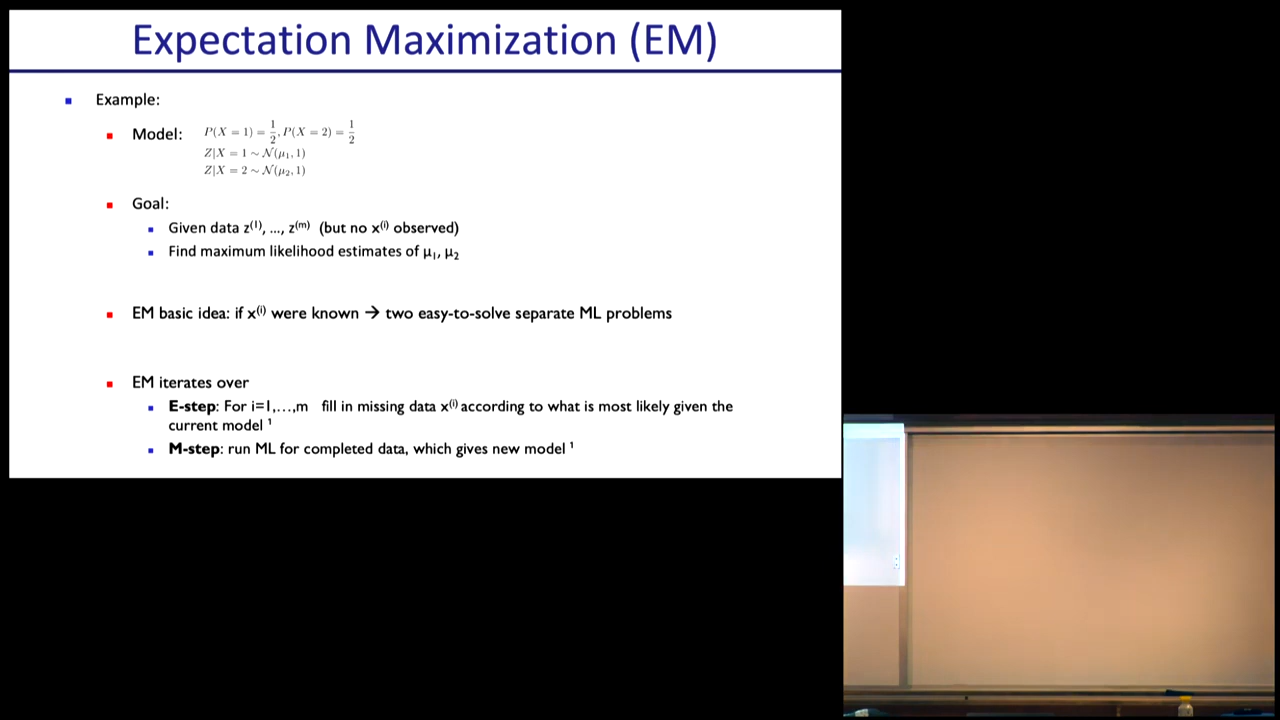 Expectation Maximization (EM)
Example:
Model: P(X = 1) = 1/2, P(X = 2) = 1/2
Z|X = 1 ~ N(μ₁, 1)
Z|X = 2 ~ N(μ₂, 1)
Goal:
Given data z⁽¹⁾, ..., z⁽ᵐ⁾ (but no x⁽ⁱ⁾ observed)
Find maximum likelihood estimates of μ₁, μ₂
EM basic idea: if x⁽ⁱ⁾ were known → two easy-to-solve separate ML problems
EM iterates over
E-step: For i=1,...,m fill in missing data x⁽ⁱ⁾ according to what is most likely given the
current model ¹
M-step: run ML for completed data, which gives new model ¹